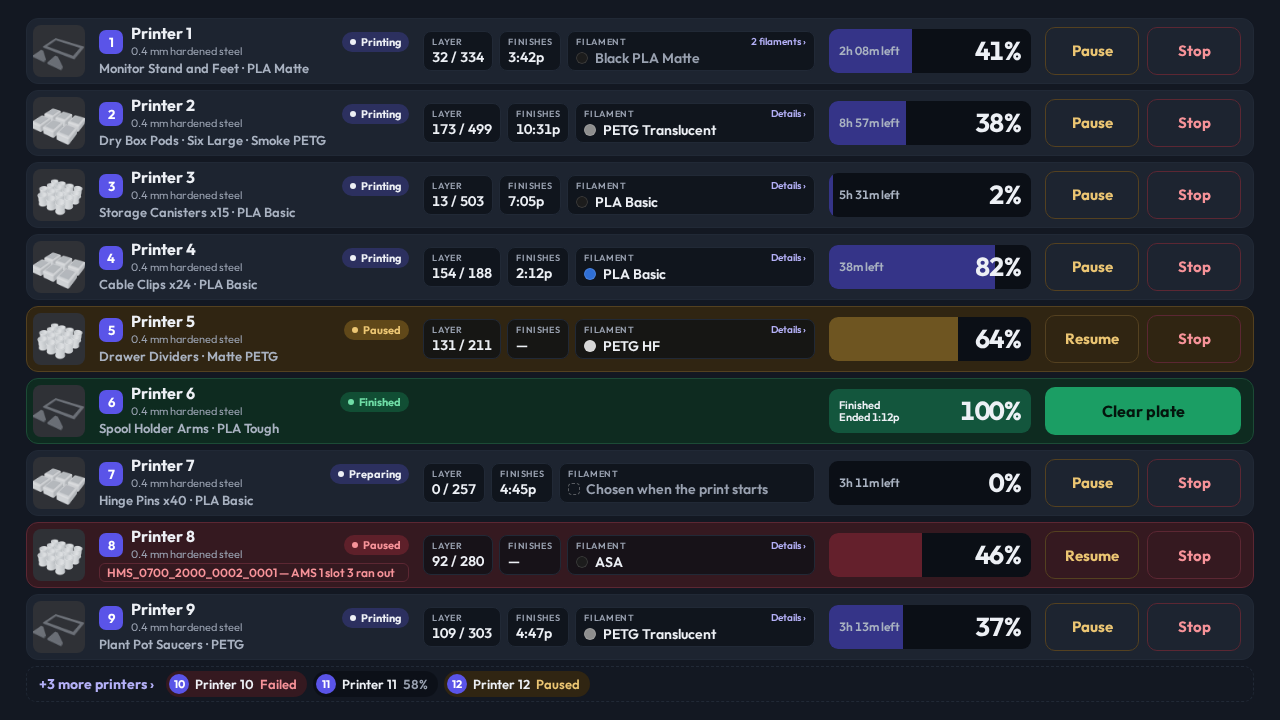 1 Printer 1
0.4 mm hardened steel
Monitor Stand and Feet · PLA Matte
Printing
LAYER
32 / 334
FINISHES
3:42p
FILAMENT
2 filaments ›
Black PLA Matte
2h 08m left
41%
Pause
Stop
2 Printer 2
0.4 mm hardened steel
Dry Box Pods · Six Large · Smoke PETG
Printing
LAYER
173 / 499
FINISHES
10:31p
FILAMENT
Details ›
PETG Translucent
8h 57m left
38%
Pause
Stop
3 Printer 3
0.4 mm hardened steel
Storage Canisters x15 · PLA Basic
Printing
LAYER
13 / 503
FINISHES
7:05p
FILAMENT
Details ›
PLA Basic
5h 31m left
2%
Pause
Stop
4 Printer 4
0.4 mm hardened steel
Cable Clips x24 · PLA Basic
Printing
LAYER
154 / 188
FINISHES
2:12p
FILAMENT
Details ›
PLA Basic
38m left
82%
Pause
Stop
5 Printer 5
0.4 mm hardened steel
Drawer Dividers · Matte PETG
Paused
LAYER
131 / 211
FINISHES
—
FILAMENT
Details ›
PETG HF
64%
Resume
Stop
6 Printer 6
0.4 mm hardened steel
Spool Holder Arms · PLA Tough
Finished
Finished
Ended 1:12p
100%
Clear plate
7 Printer 7
0.4 mm hardened steel
Hinge Pins x40 · PLA Basic
Preparing
LAYER
0 / 257
FINISHES
4:45p
FILAMENT
Chosen when the print starts
3h 11m left
0%
Pause
Stop
8 Printer 8
0.4 mm hardened steel
HMS_0700_2000_0002_0001 — AMS 1 slot 3 ran out
Paused
LAYER
92 / 280
FINISHES
—
FILAMENT
Details ›
ASA
46%
Resume
Stop
9 Printer 9
0.4 mm hardened steel
Plant Pot Saucers · PETG
Printing
LAYER
109 / 303
FINISHES
4:47p
FILAMENT
Details ›
PETG Translucent
3h 13m left
37%
Pause
Stop
+3 more printers › 10 Printer 10 Failed 11 Printer 11 58% 12 Printer 12 Paused